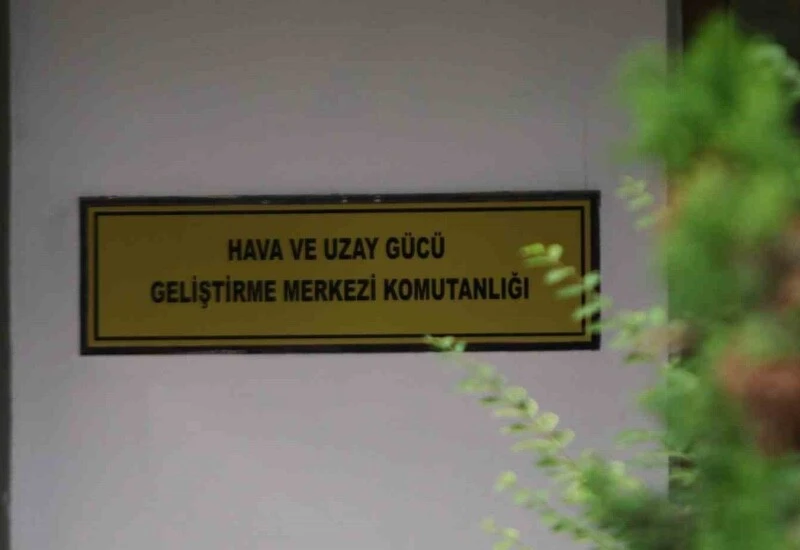 HAVA VE UZAY GÜCÜ
GELİŞTİRME MERKEZİ KOMUTANLIĞI